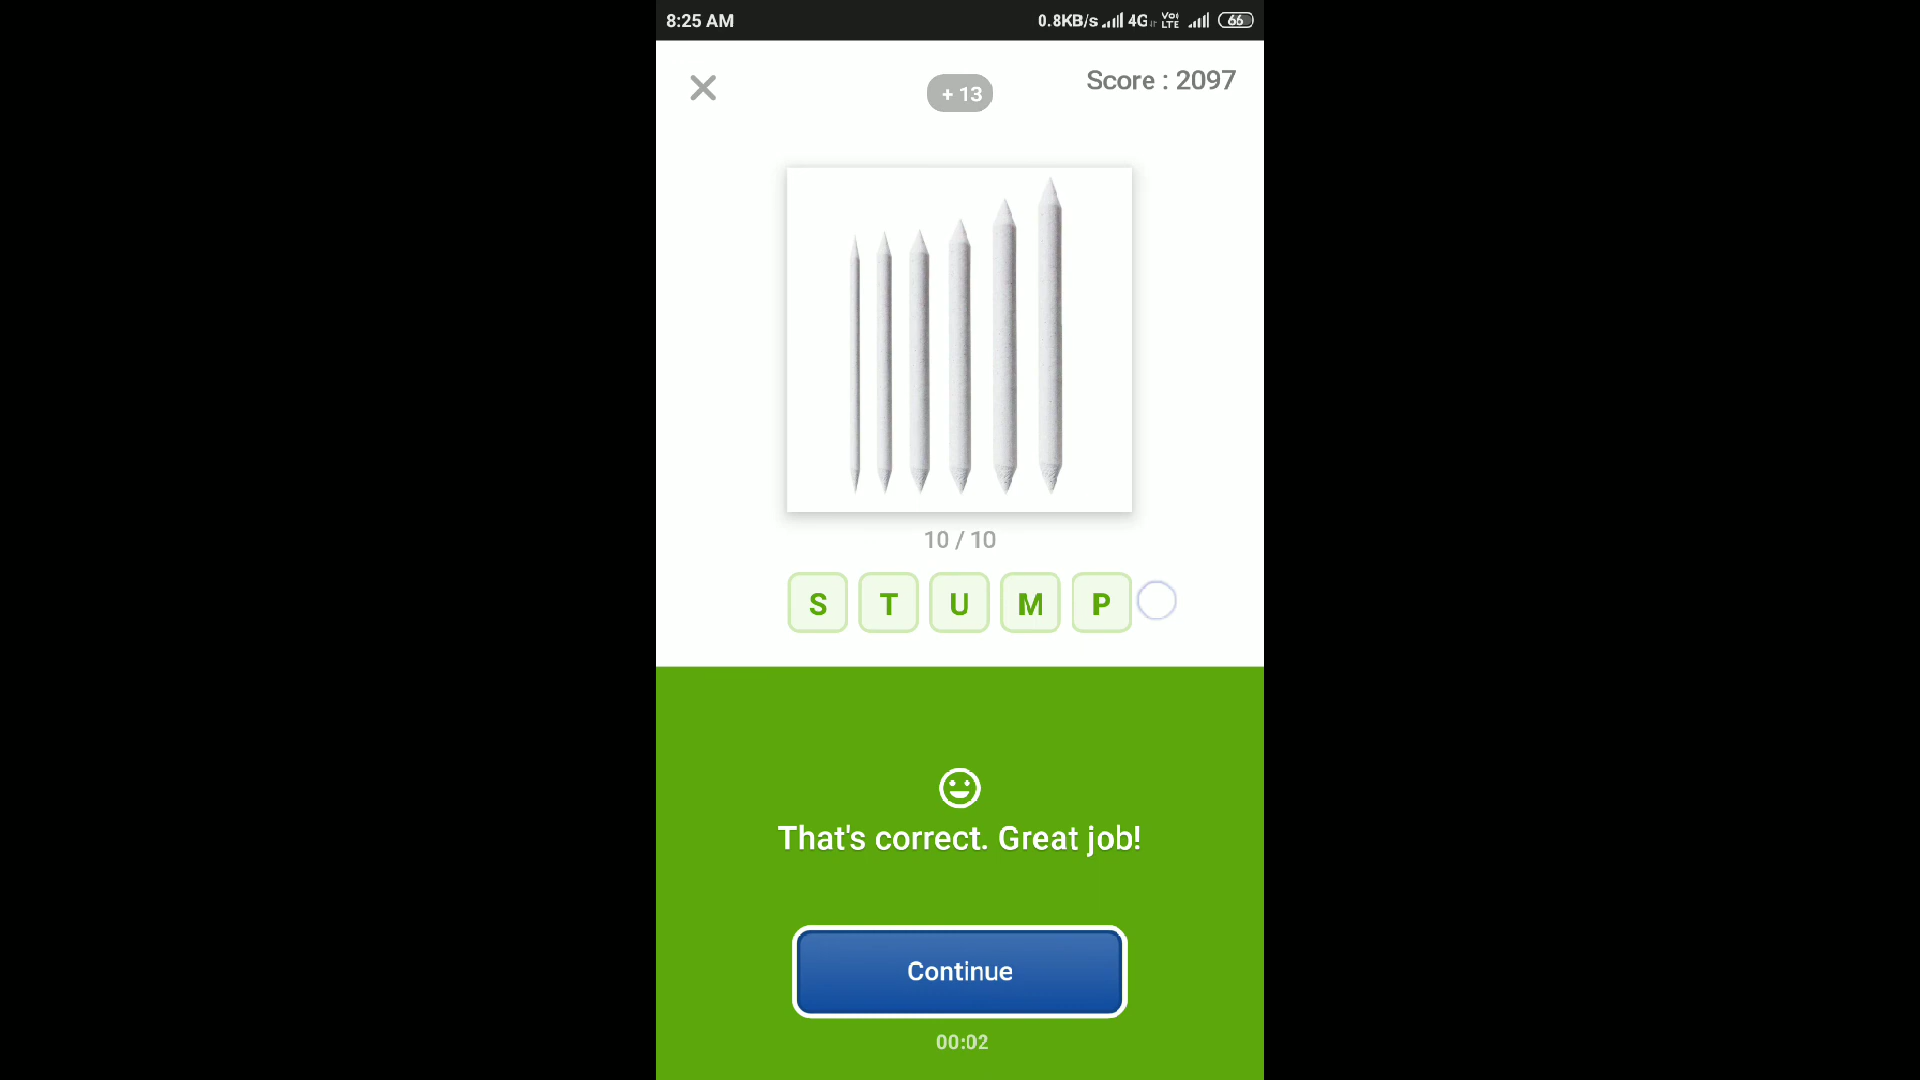 8:25 AM
0.8KB/s 4G Vo LTE 66
+ 13
Score : 2097
10 / 10
S T U M P
That's correct. Great job!
Continue
00:02